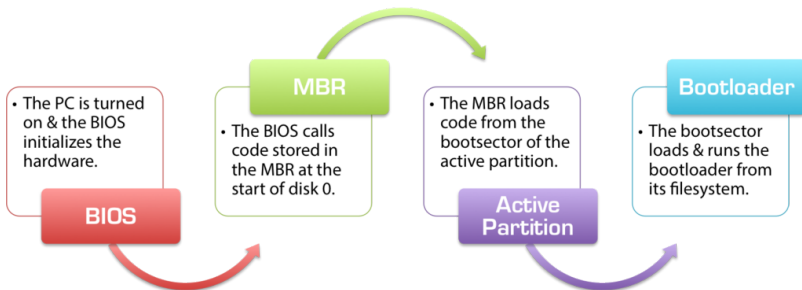 • The PC is turned
on & the BIOS
initializes the
hardware.
BIOS
MBR
• The BIOS calls
code stored in
the MBR at the
start of disk 0.
• The MBR loads
code from the
bootsector of the
active partition.
Active
Partition
Bootloader
• The bootsector
loads & runs the
bootloader from
its filesystem.